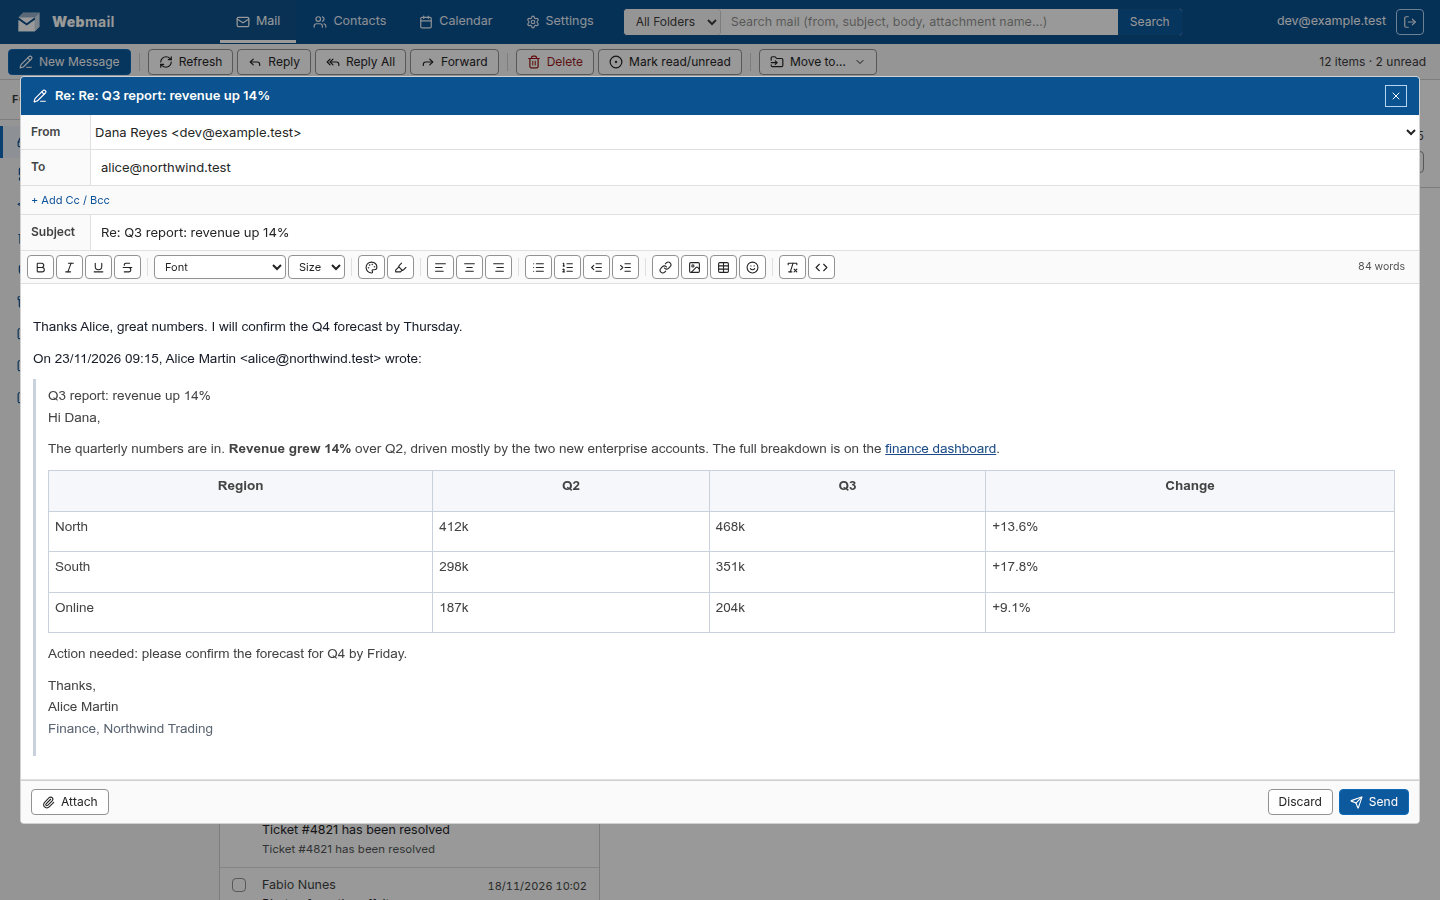 Webmail
Mail
Contacts
Calendar
Settings
All Folders
Search mail (from, subject, body, attachment name...)
Search
dev@example.test
New Message
Refresh
Reply
Reply All
Forward
Delete
Mark read/unread
Move to...
12 items · 2 unread
Re: Re: Q3 report: revenue up 14%
From
Dana Reyes <dev@example.test>
To
alice@northwind.test
+ Add Cc / Bcc
Subject
Re: Q3 report: revenue up 14%
B I U S
Font
Size
84 words
Thanks Alice, great numbers. I will confirm the Q4 forecast by Thursday.
On 23/11/2026 09:15, Alice Martin <alice@northwind.test> wrote:
Q3 report: revenue up 14%
Hi Dana,
The quarterly numbers are in. Revenue grew 14% over Q2, driven mostly by the two new enterprise accounts. The full breakdown is on the finance dashboard.
Region Q2 Q3 Change
North 412k 468k +13.6%
South 298k 351k +17.8%
Online 187k 204k +9.1%
Action needed: please confirm the forecast for Q4 by Friday.
Thanks,
Alice Martin
Finance, Northwind Trading
Attach
Discard
Send
Ticket #4821 has been resolved
Ticket #4821 has been resolved
Fabio Nunes
18/11/2026 10:02